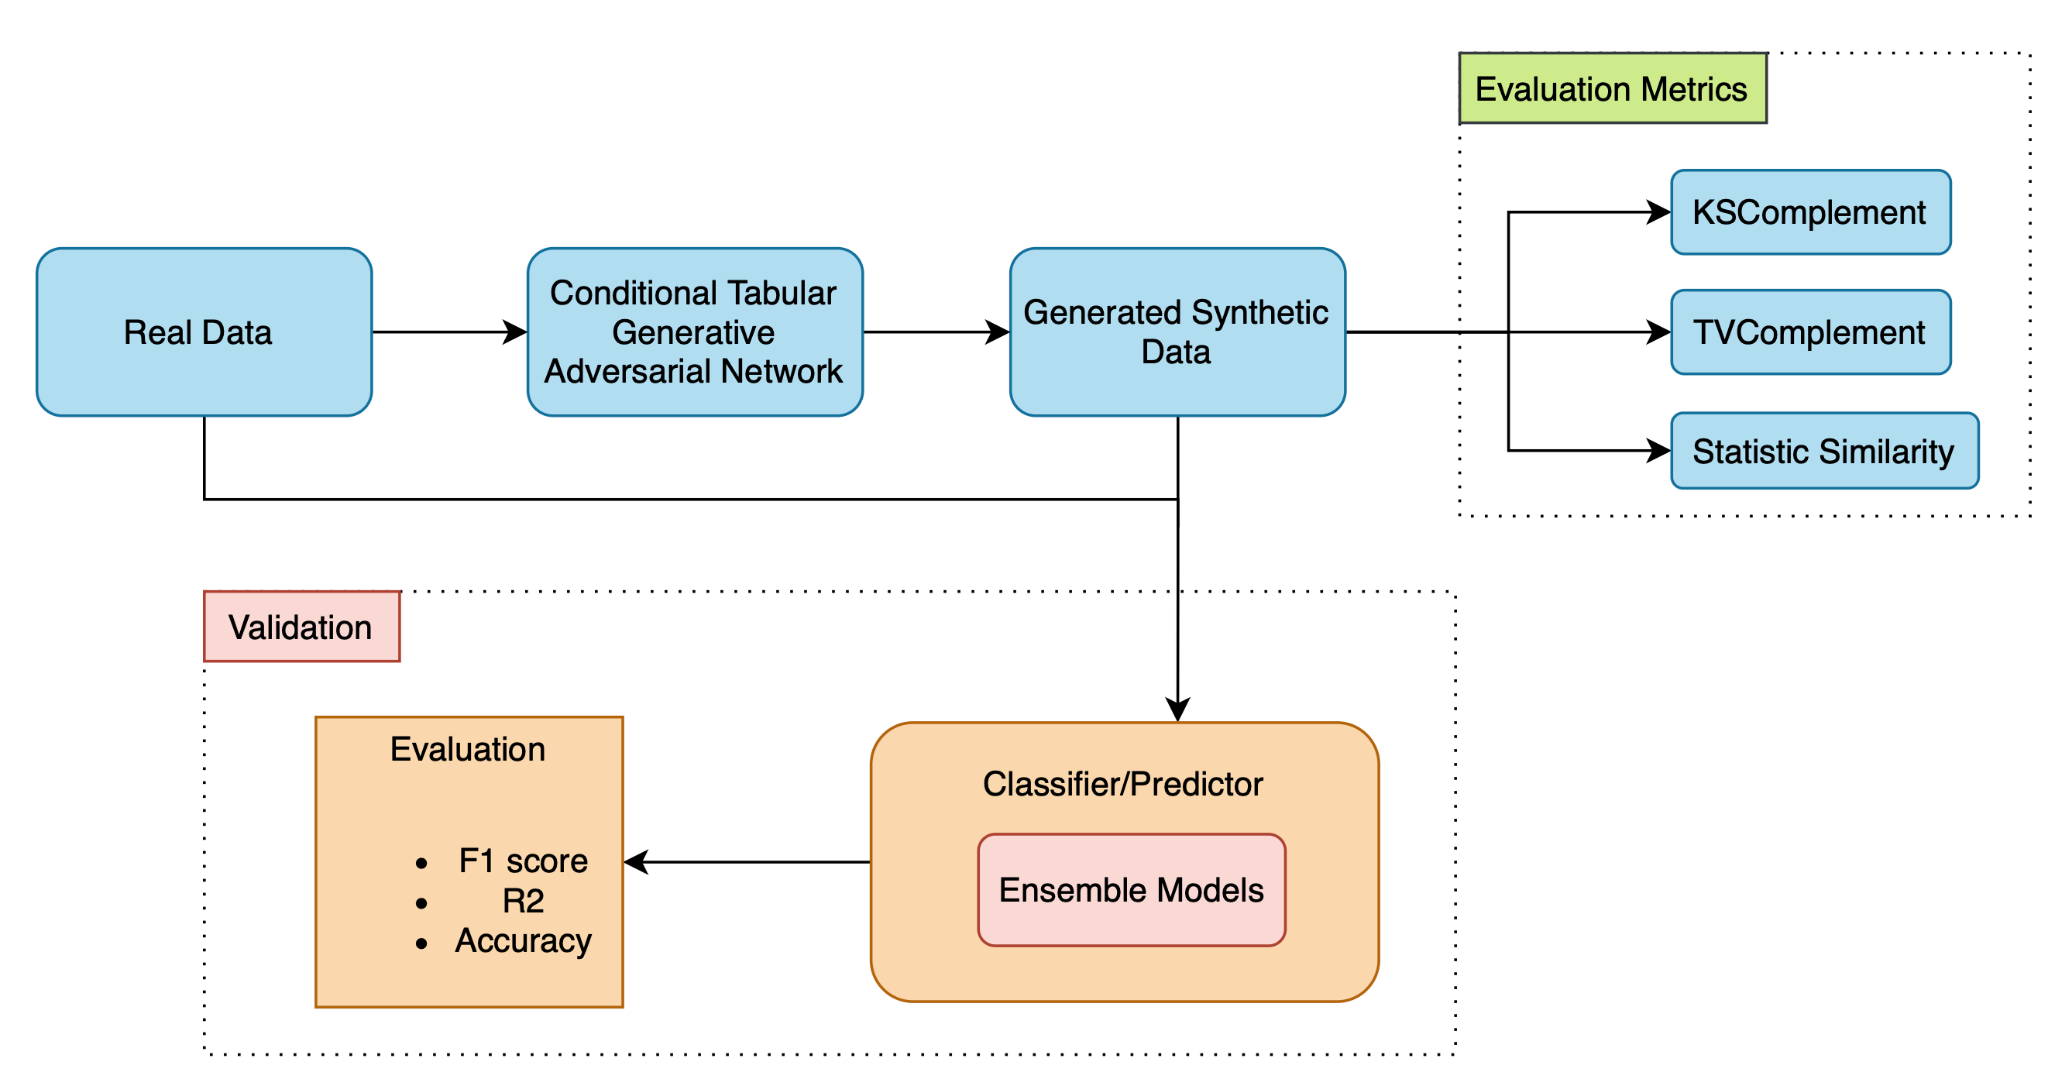 Evaluation Metrics
KSComplement
Real Data
Conditional Tabular
Generative
Adversarial Network
Generated Synthetic
Data
TVComplement
Statistic Similarity
Validation
Evaluation
• F1 score
• R2
• Accuracy
Classifier/Predictor
Ensemble Models